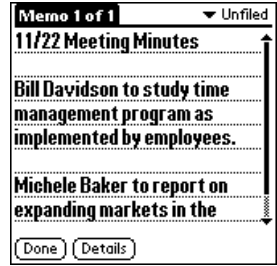 Memo 1 of 1
Unfiled
11/22 Meeting Minutes
Bill Davidson to study time
management program as
implemented by employees.
Michele Baker to report on
expanding markets in the
Done
Details